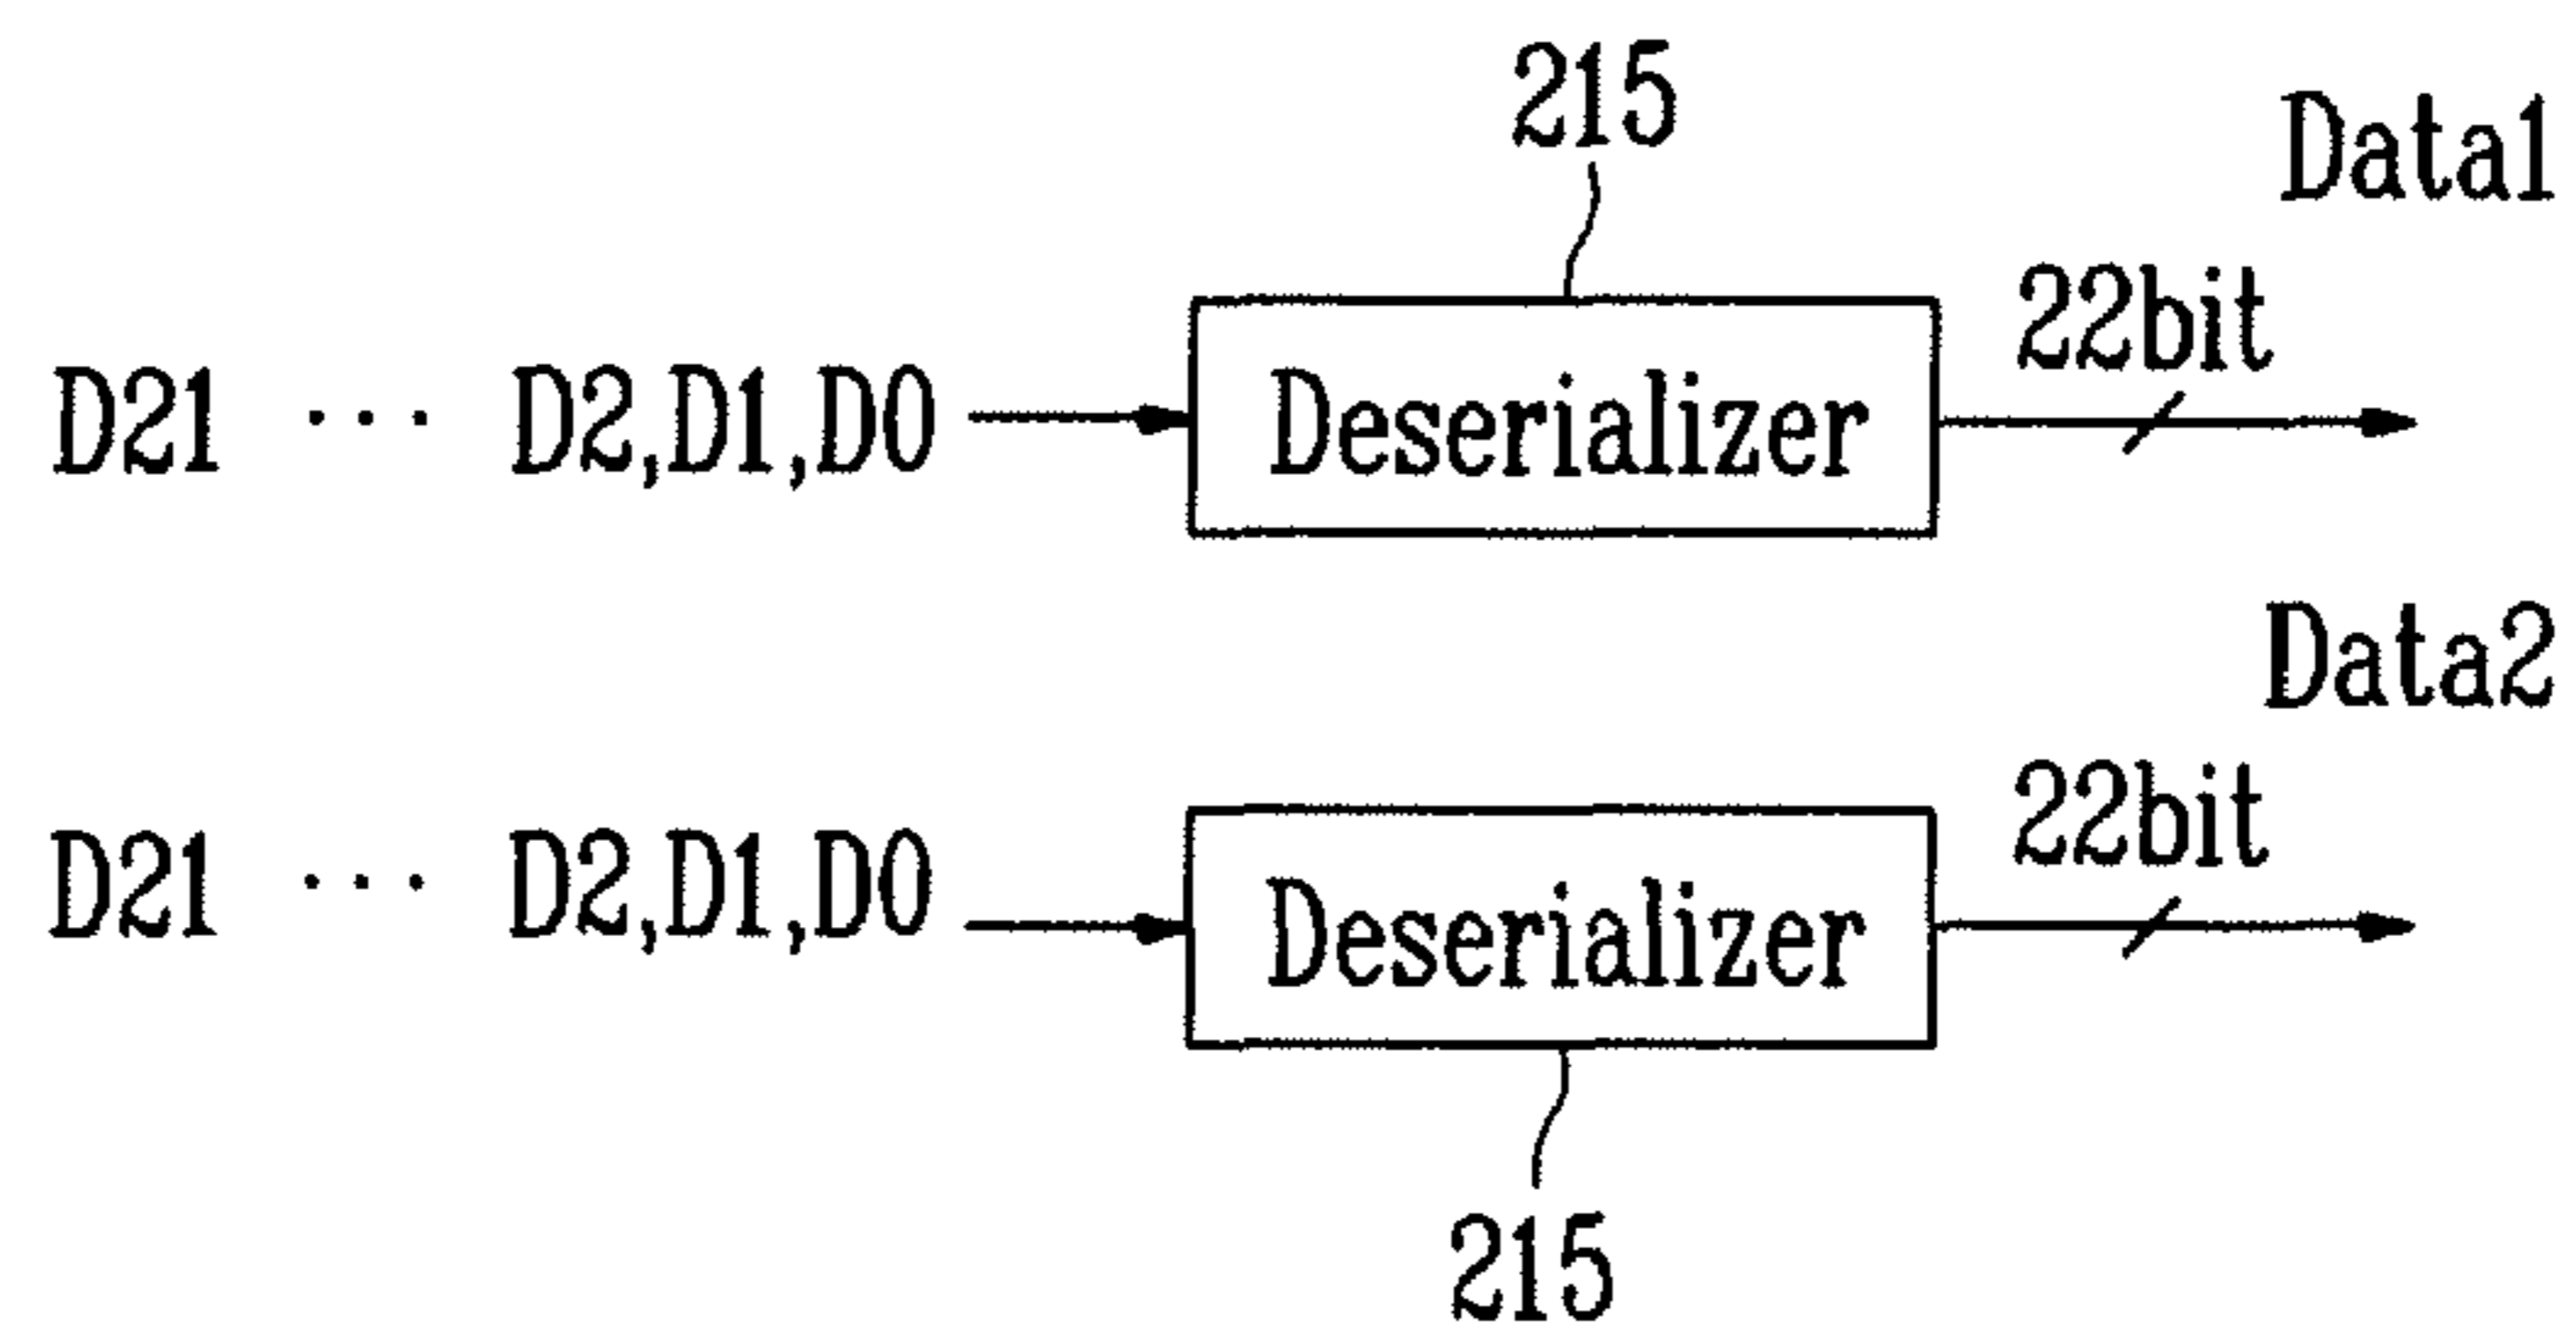 215
Data1
22bit
D21 ··· D2,D1,D0
Deserializer
Data2
22bit
D21 ··· D2,D1,D0
Deserializer
215